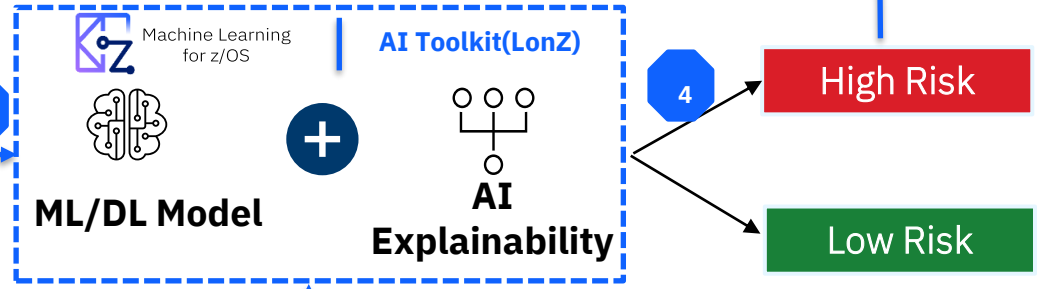 Machine Learning
for z/OS
AI Toolkit(LonZ)
4
High Risk
ML/DL Model
AI
Explainability
Low Risk